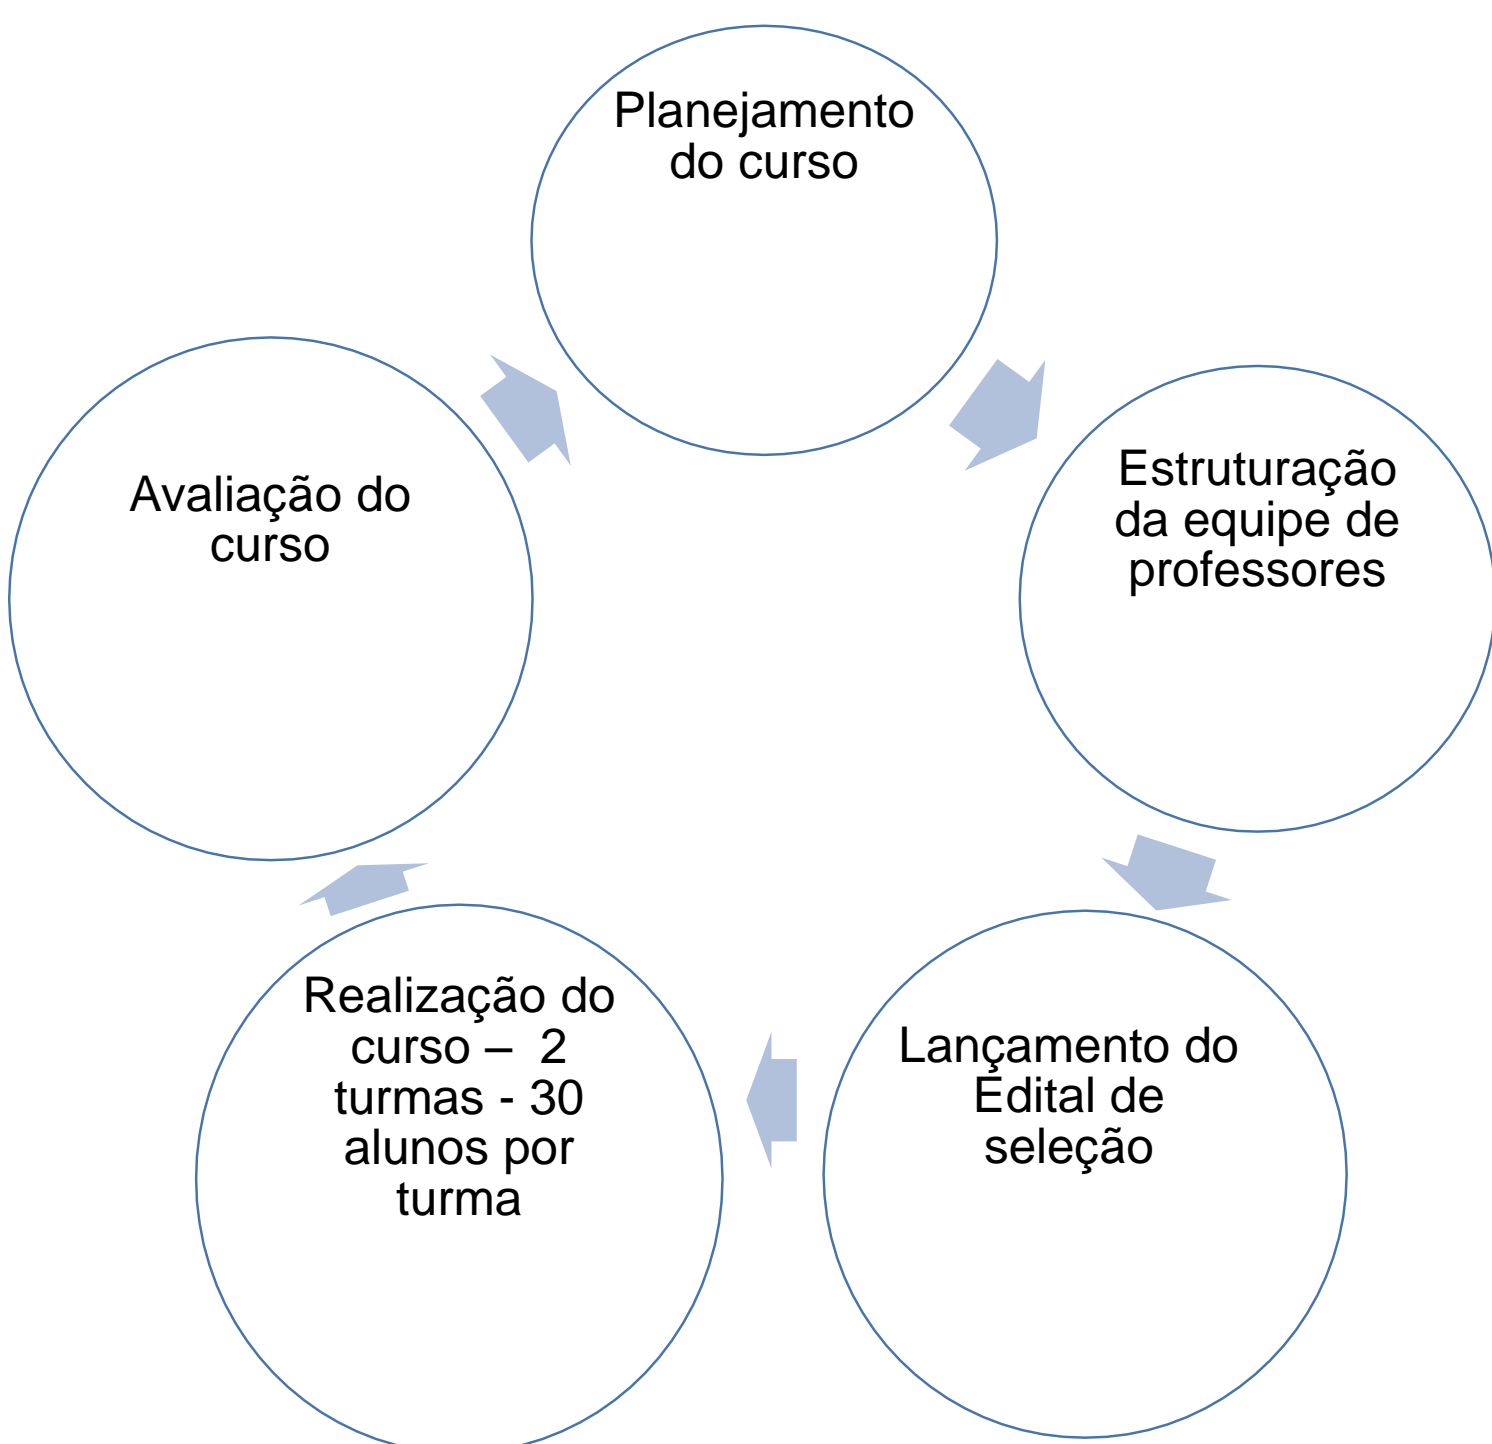 Planejamento
do curso
Estruturação
da equipe de
professores
Lançamento do
Edital de
seleção
Realização do
curso –  2
turmas - 30
alunos por
turma
Avaliação do
curso